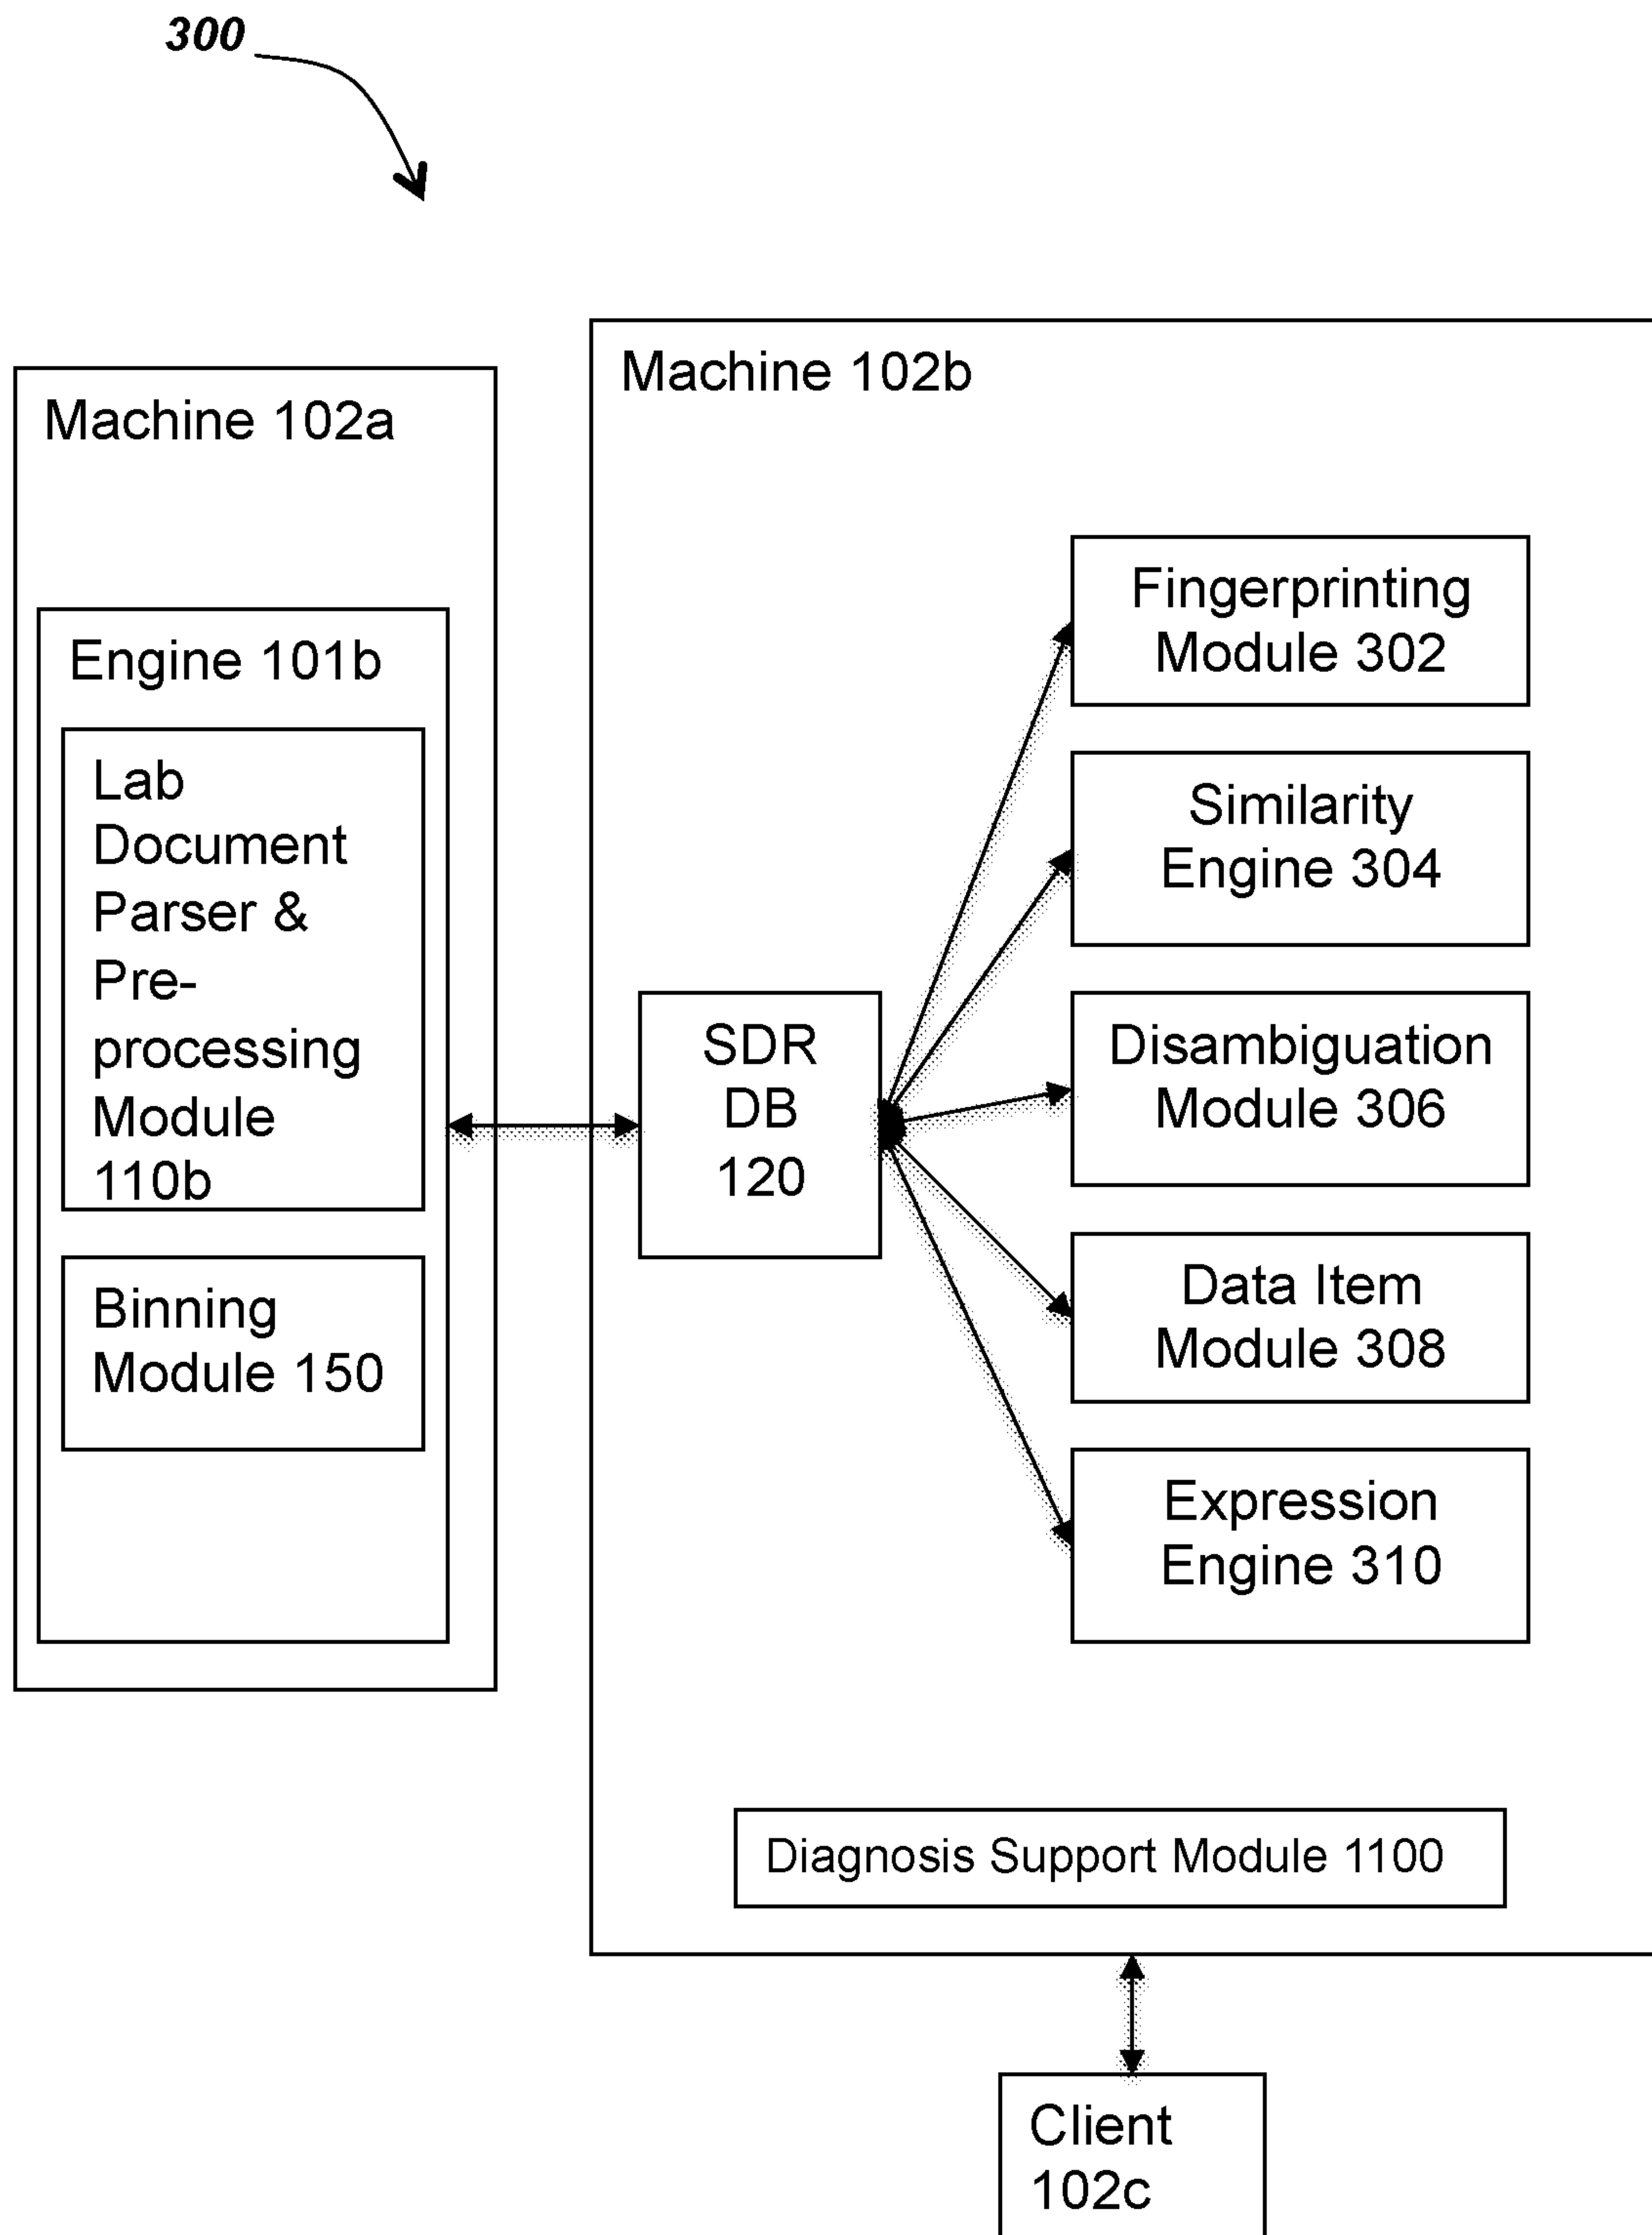 300
Machine 102a
Engine 101b
Lab
Document
Parser &
Pre-
processing
Module
110b
Binning
Module 150
Machine 102b
SDR
DB
120
Fingerprinting
Module 302
Similarity
Engine 304
Disambiguation
Module 306
Data Item
Module 308
Expression
Engine 310
Diagnosis Support Module 1100
Client
102c